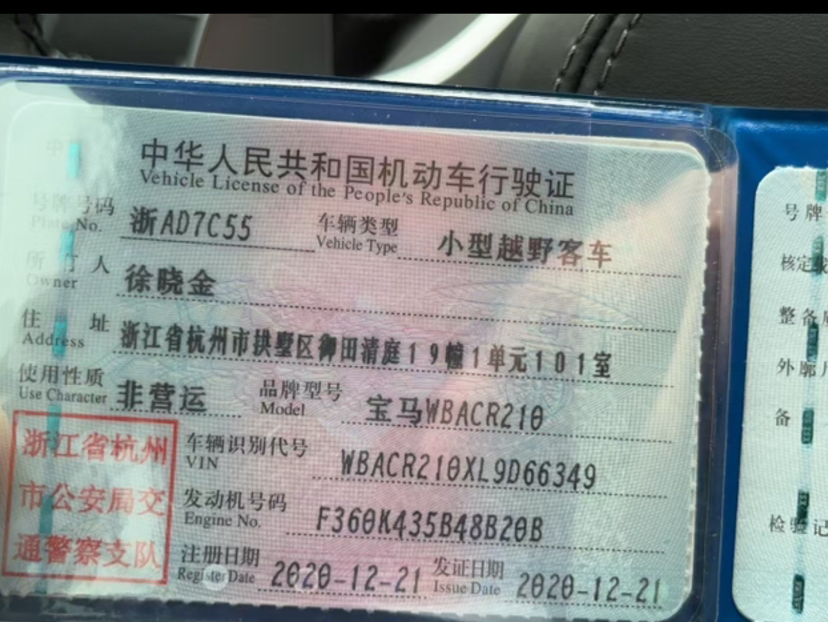 中华人民共和国机动车行驶证
Vehicle License of the People's Republic of China
号牌号码 浙AD7C55 车辆类型 小型越野客车
Plate No. Vehicle Type
所有人 徐晓金
Owner
住址 浙江省杭州市拱墅区御田清庭19幢1单元101室
Address
使用性质 非营运 品牌型号 宝马WBACR210
Use Character Model
浙江省杭州
市公安局交
通警察支队
车辆识别代号 WBACR210XL9D66349
VIN
发动机号码 F360K435B48B20B
Engine No.
注册日期 2020-12-21 发证日期 2020-12-21
Register Date Issue Date
号牌
核定
整备
外廓
备
检验记